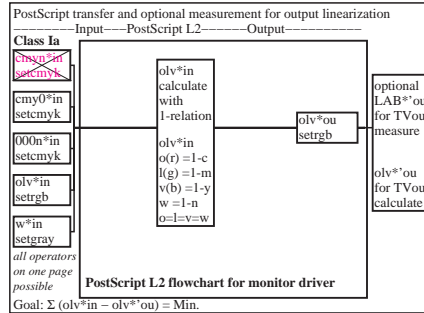 PostScript transfer and optional measurement for output linearization
–––––––––Input–––PostScript L2–––––––Output––––––––––––
Class Ia
cmyn*in
setcmyk
cmy0*in
setcmyk
000n*in
setcmyk
olv*in
setrgb
w*in
setgray
all operators
on one page
possible
olv*in
calculate
with
1-relation
olv*in
o(r) =1-c
l(g) =1-m
v(b) =1-y
w =1-n
o=l=v=w
olv*ou
setrgb
optional
LAB*'ou
for TVou
measure
olv*'ou
for TVou
calculate
PostScript L2 flowchart for monitor driver
Goal: Σ (olv*in − olv*'ou) = Min.